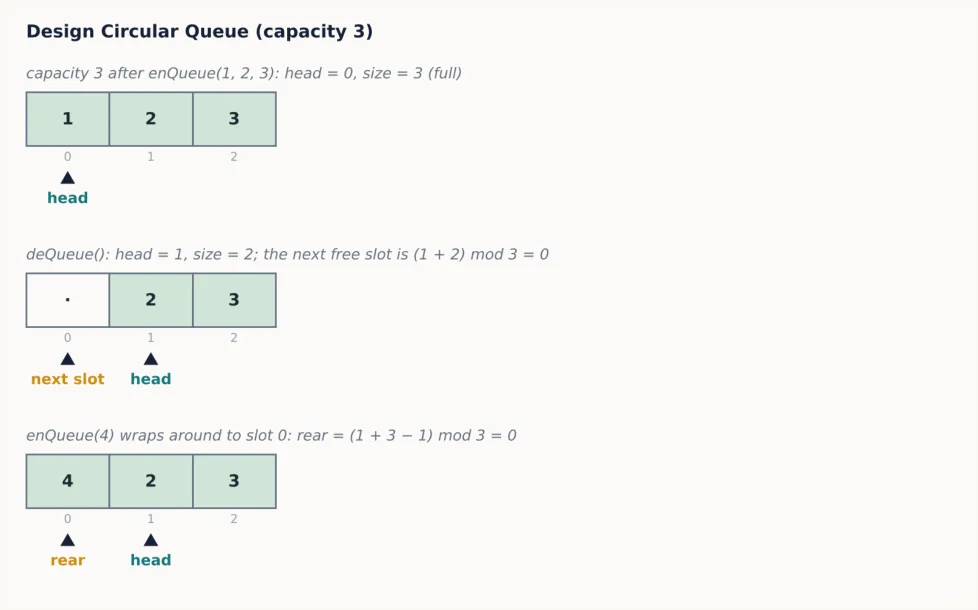 Design Circular Queue (capacity 3)
capacity 3 after enQueue(1, 2, 3): head = 0, size = 3 (full)
1 2 3
0 1 2
head
deQueue(): head = 1, size = 2; the next free slot is (1 + 2) mod 3 = 0
· 2 3
0 1 2
next slot head
enQueue(4) wraps around to slot 0: rear = (1 + 3 − 1) mod 3 = 0
4 2 3
0 1 2
rear head